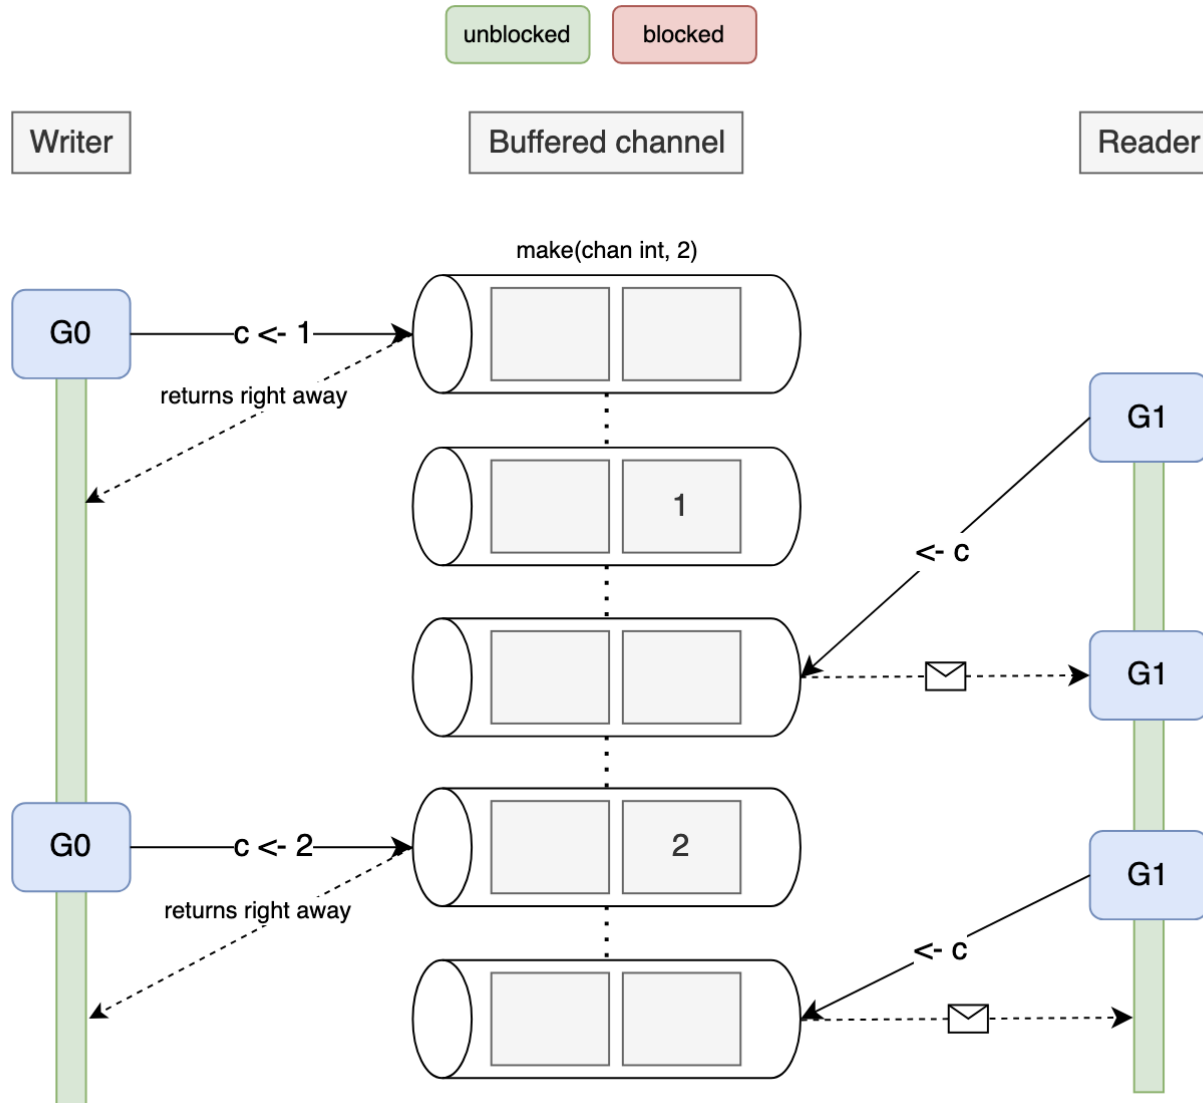 unblocked
blocked
Writer
Buffered channel
Reader
make(chan int, 2)
G0
c <- 1
returns right away
G1
1
<- c
G1
G0
c <- 2
2
G1
returns right away
<- c